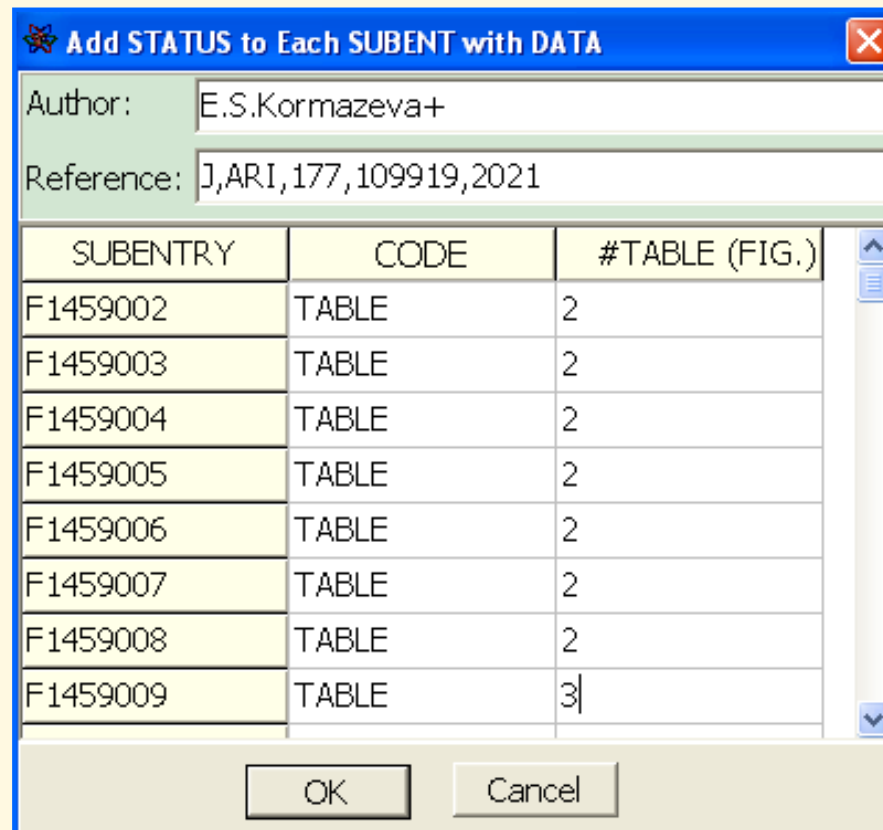 Add STATUS to Each SUBENT with DATA
Author: E.S.Kormazeva+
Reference: J,ARI,177,109919,2021
SUBENTRY CODE #TABLE (FIG.)
F1459002 TABLE 2
F1459003 TABLE 2
F1459004 TABLE 2
F1459005 TABLE 2
F1459006 TABLE 2
F1459007 TABLE 2
F1459008 TABLE 2
F1459009 TABLE 3
OK Cancel